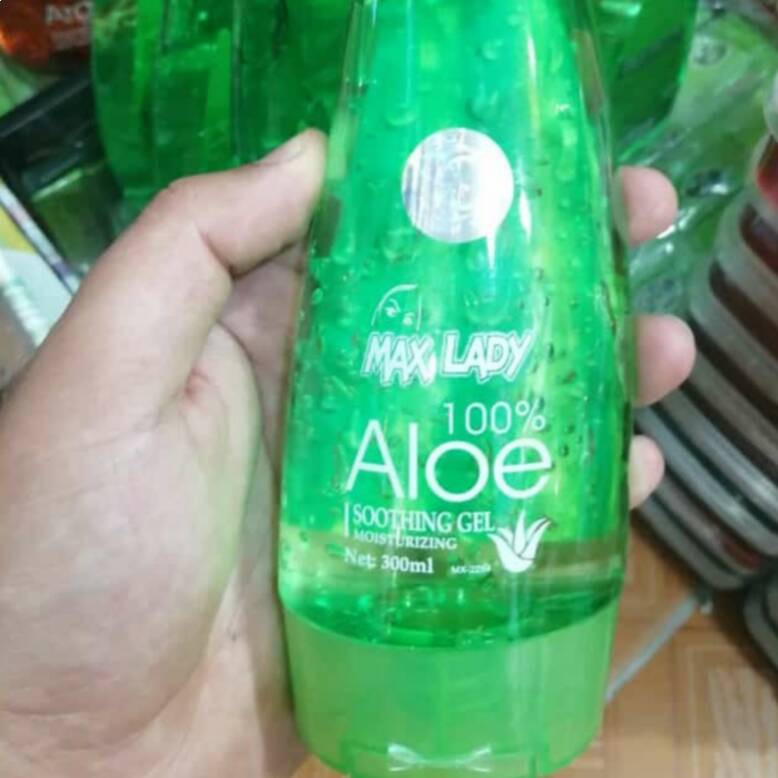 MAX LADY
100%
Aloe
SOOTHING GEL
MOISTURIZING
Net: 300ml